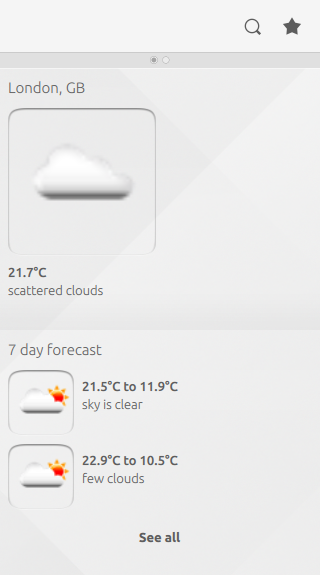 London, GB
21.7°C
scattered clouds
7 day forecast
21.5°C to 11.9°C
sky is clear
22.9°C to 10.5°C
few clouds
See all